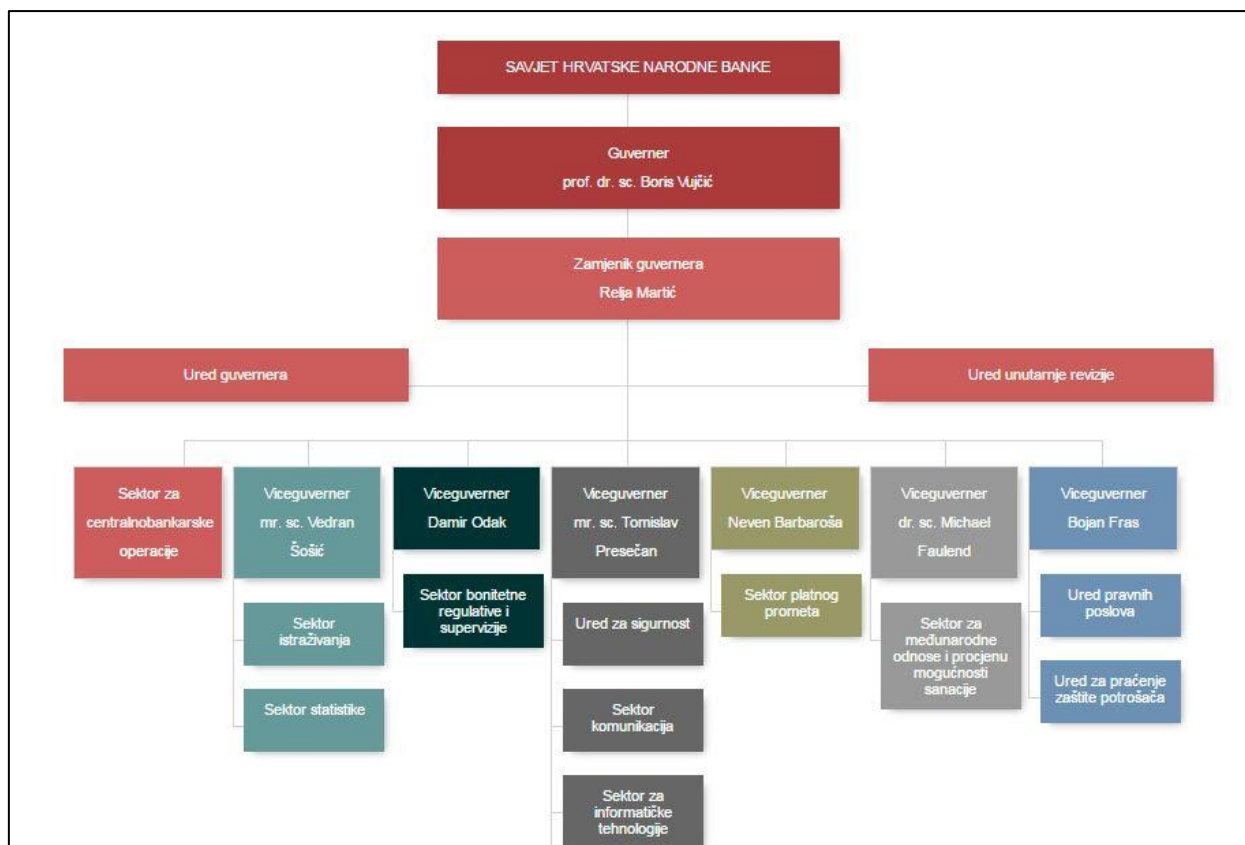 SAVJET HRVATSKE NARODNE BANKE
Guverner
prof. dr. sc. Boris Vujčić
Zamjenik guvernera
Relja Martić
Ured guvernera
Ured unutarnje revizije
Sektor za
centralnobankarske
operacije
Viceguverner
mr. sc. Vedran
Šošić
Viceguverner
Damir Odak
Viceguverner
mr. sc. Tomislav
Presečan
Viceguverner
Neven Barbaroša
Viceguverner
dr. sc. Michael
Faulend
Viceguverner
Bojan Fras
Sektor
istraživanja
Sektor statistike
Sektor bonitetne
regulative i
supervizije
Ured za sigurnost
Sektor
komunikacija
Sektor za
informatičke
tehnologije
Sektor platnog
prometa
Sektor za
međunarodne
odnose i procjenu
mogućnosti
sanacije
Ured pravnih
poslova
Ured za praćenje
zaštite potrošača